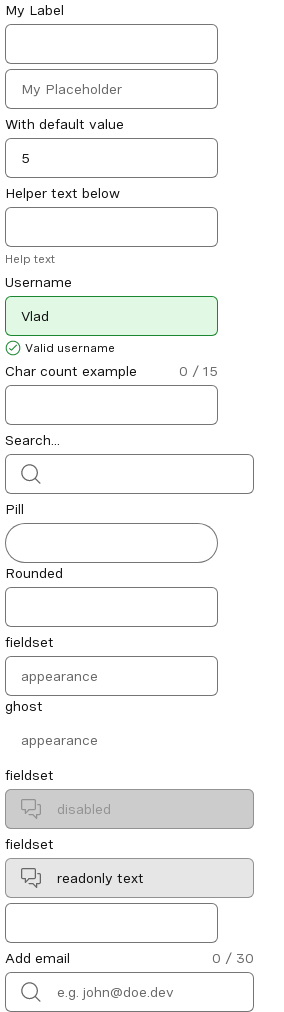 My Label
My Placeholder
With default value
5
Helper text below
Help text
Username
Vlad
Valid username
Char count example 0 / 15
Search...
Pill
Rounded
fieldset
appearance
ghost
appearance
fieldset
disabled
fieldset
readonly text
Add email 0 / 30
e.g. john@doe.dev